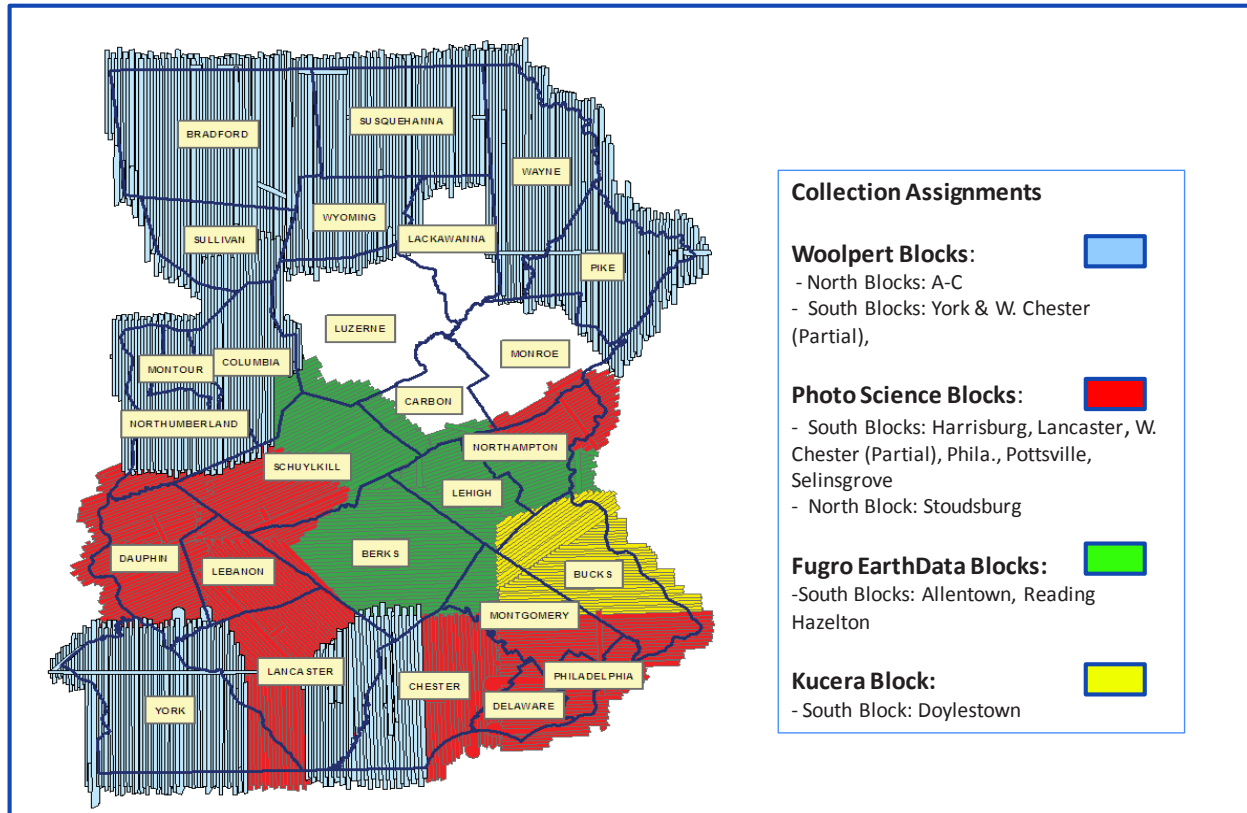 BRADFORD
SUSQUEHANNA
WAYNE
WYOMING
SULLIVAN
LACKAWANNA
PIKE
LUZERNE
MONROE
COLUMBIA
MONTOUR
CARBON
NORTHUMBERLAND
NORTHAMPTON
SCHUYLKILL
LEHIGH
BERKS
DAUPHIN
LEBANON
BUCKS
MONTGOMERY
LANCASTER
PHILADELPHIA
CHESTER
DELAWARE
YORK
Collection Assignments
Woolpert Blocks:
- North Blocks: A-C
- South Blocks: York & W. Chester
(Partial),
Photo Science Blocks:
- South Blocks: Harrisburg, Lancaster, W.
Chester (Partial), Phila., Pottsville,
Selinsgrove
- North Block: Stoudsburg
Fugro EarthData Blocks:
-South Blocks: Allentown, Reading
Hazelton
Kucera Block:
- South Block: Doylestown